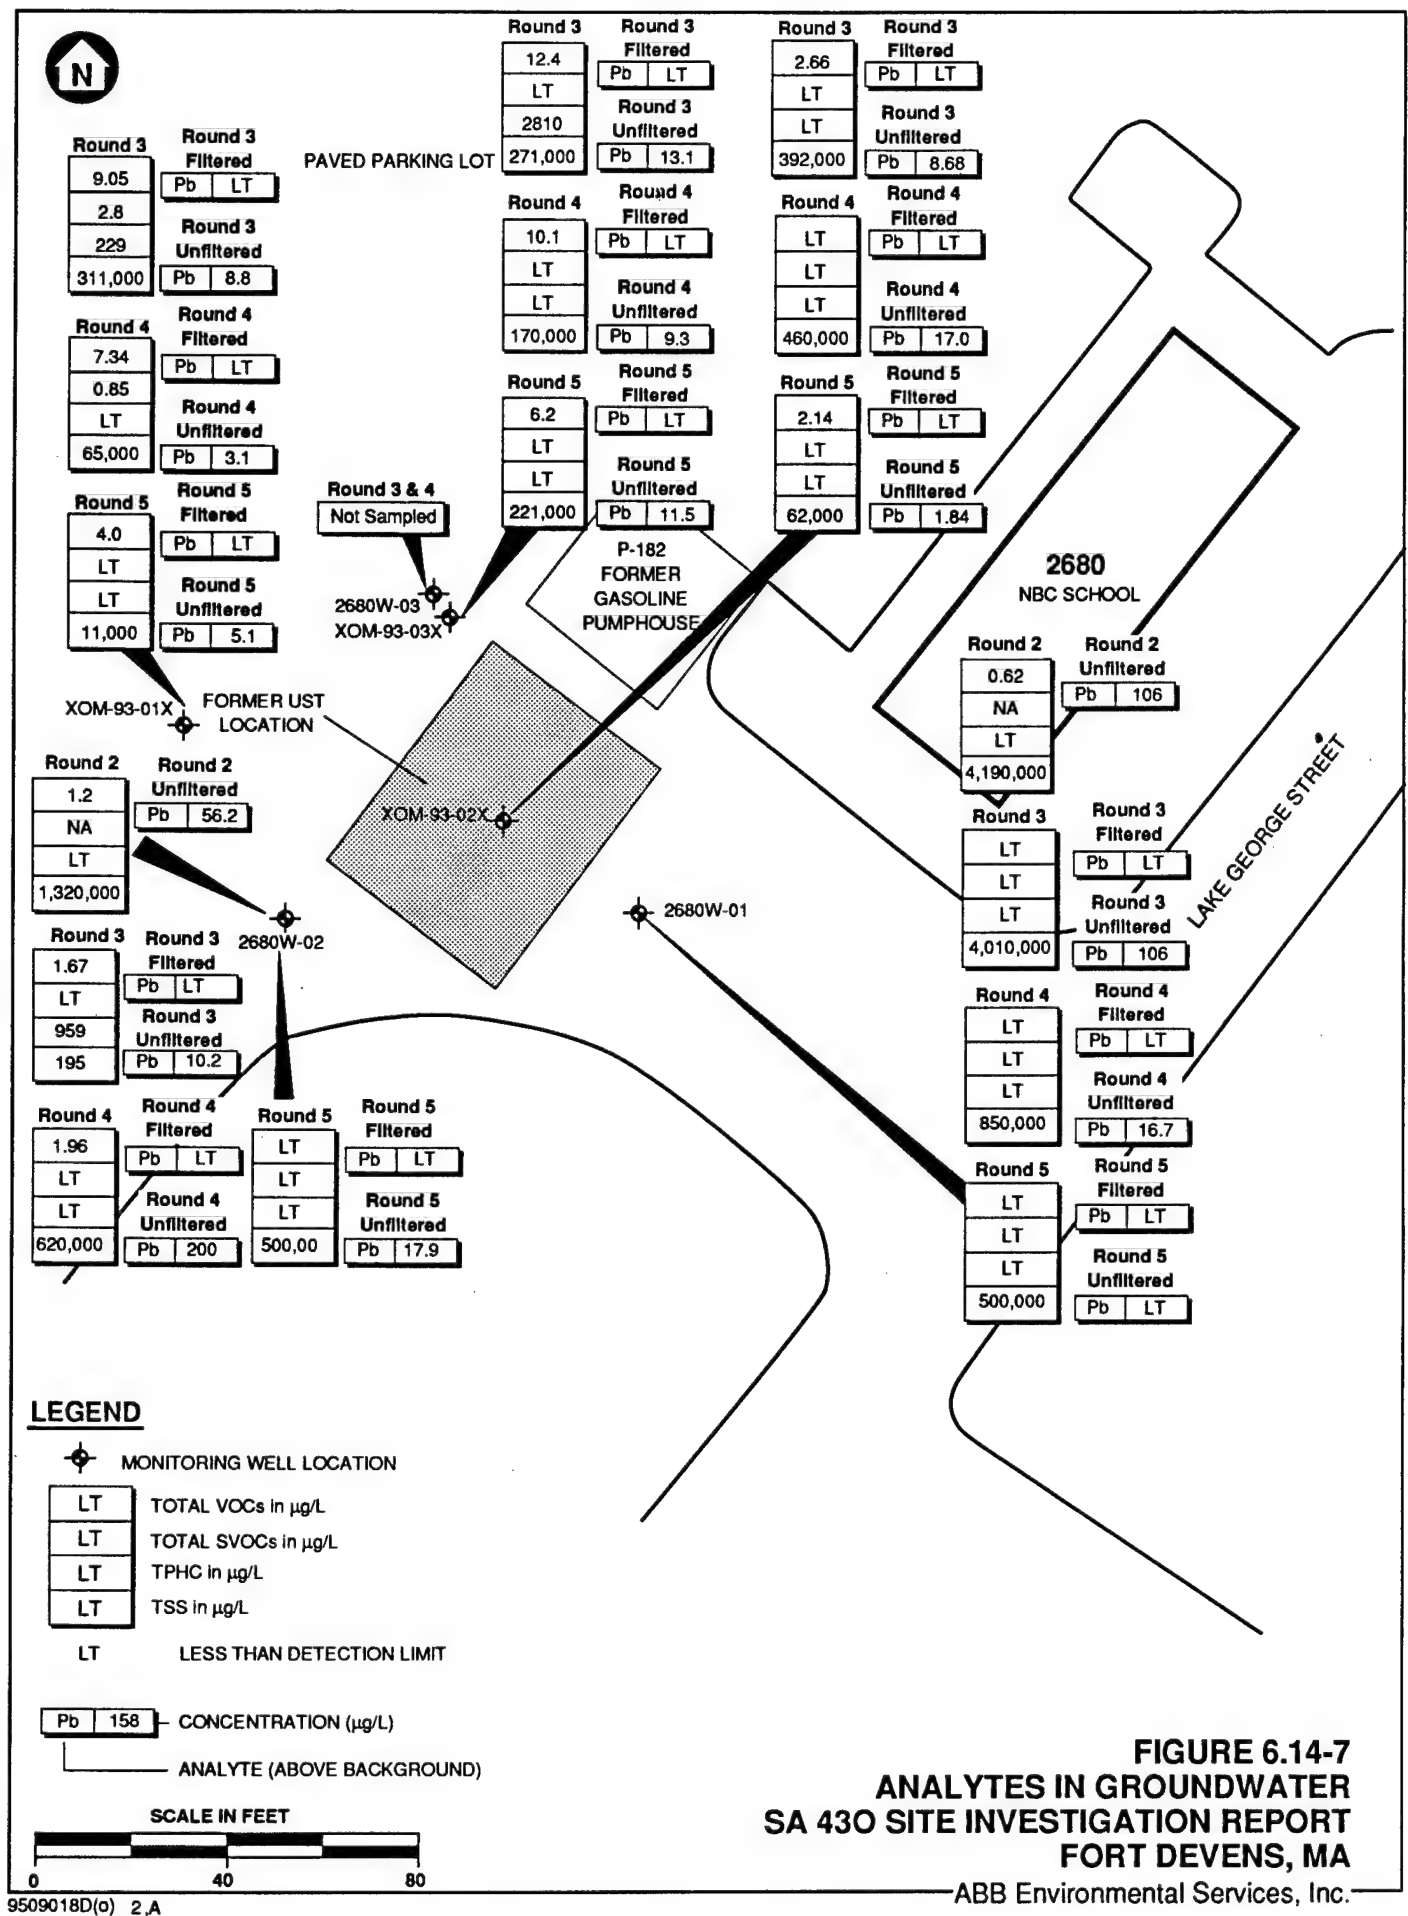 N
Round 3
9.05
2.8
229
311,000
Round 3
Filtered
Pb LT
Round 3
Unfiltered
Pb 8.8
Round 4
7.34
0.85
LT
65,000
Round 4
Filtered
Pb LT
Round 4
Unfiltered
Pb 3.1
Round 5
4.0
LT
LT
11,000
Round 5
Filtered
Pb LT
Round 5
Unfiltered
Pb 5.1
XOM-93-01X
PAVED PARKING LOT
Round 3
12.4
LT
2810
271,000
Round 3
Filtered
Pb LT
Round 3
Unfiltered
Pb 13.1
Round 4
10.1
LT
LT
170,000
Round 4
Filtered
Pb LT
Round 4
Unfiltered
Pb 9.3
Round 5
6.2
LT
LT
221,000
Round 5
Filtered
Pb LT
Round 5
Unfiltered
Pb 11.5
Round 3 & 4
Not Sampled
2680W-03
XOM-93-03X
Round 3
2.66
LT
LT
392,000
Round 3
Filtered
Pb LT
Round 3
Unfiltered
Pb 8.68
Round 4
LT
LT
LT
460,000
Round 4
Filtered
Pb LT
Round 4
Unfiltered
Pb 17.0
Round 5
2.14
LT
LT
62,000
Round 5
Filtered
Pb LT
Round 5
Unfiltered
Pb 1.84
P-182
FORMER
GASOLINE
PUMPHOUSE
FORMER UST
LOCATION
XOM-93-02X
2680
NBC SCHOOL
LAKE GEORGE STREET
Round 2
0.62
NA
LT
4,190,000
Round 2
Unfiltered
Pb 106
Round 3
LT
LT
LT
4,010,000
Round 3
Filtered
Pb LT
Round 3
Unfiltered
Pb 106
Round 4
LT
LT
LT
850,000
Round 4
Filtered
Pb LT
Round 4
Unfiltered
Pb 16.7
Round 5
LT
LT
LT
500,000
Round 5
Filtered
Pb LT
Round 5
Unfiltered
Pb LT
2680W-01
Round 2
1.2
NA
LT
1,320,000
Round 2
Unfiltered
Pb 56.2
2680W-02
Round 3
1.67
LT
959
195
Round 3
Filtered
Pb LT
Round 3
Unfiltered
Pb 10.2
Round 4
1.96
LT
LT
620,000
Round 4
Filtered
Pb LT
Round 4
Unfiltered
Pb 200
Round 5
LT
LT
LT
500,00
Round 5
Filtered
Pb LT
Round 5
Unfiltered
Pb 17.9
LEGEND
MONITORING WELL LOCATION
LT TOTAL VOCs in µg/L
LT TOTAL SVOCs in µg/L
LT TPHC in µg/L
LT TSS in µg/L
LT LESS THAN DETECTION LIMIT
Pb 158 CONCENTRATION (µg/L)
ANALYTE (ABOVE BACKGROUND)
SCALE IN FEET
0 40 80
9509018D(o) 2,A
FIGURE 6.14-7
ANALYTES IN GROUNDWATER
SA 43O SITE INVESTIGATION REPORT
FORT DEVENS, MA
ABB Environmental Services, Inc.